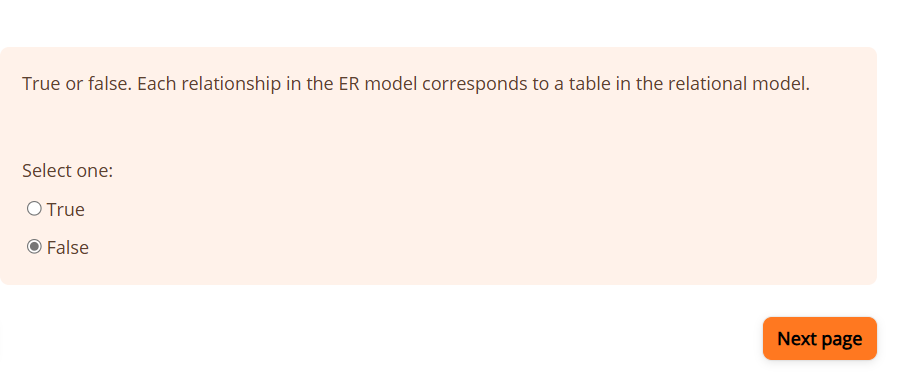 True or false. Each relationship in the ER model corresponds to a table in the relational model.
Select one:
True
False
Next page